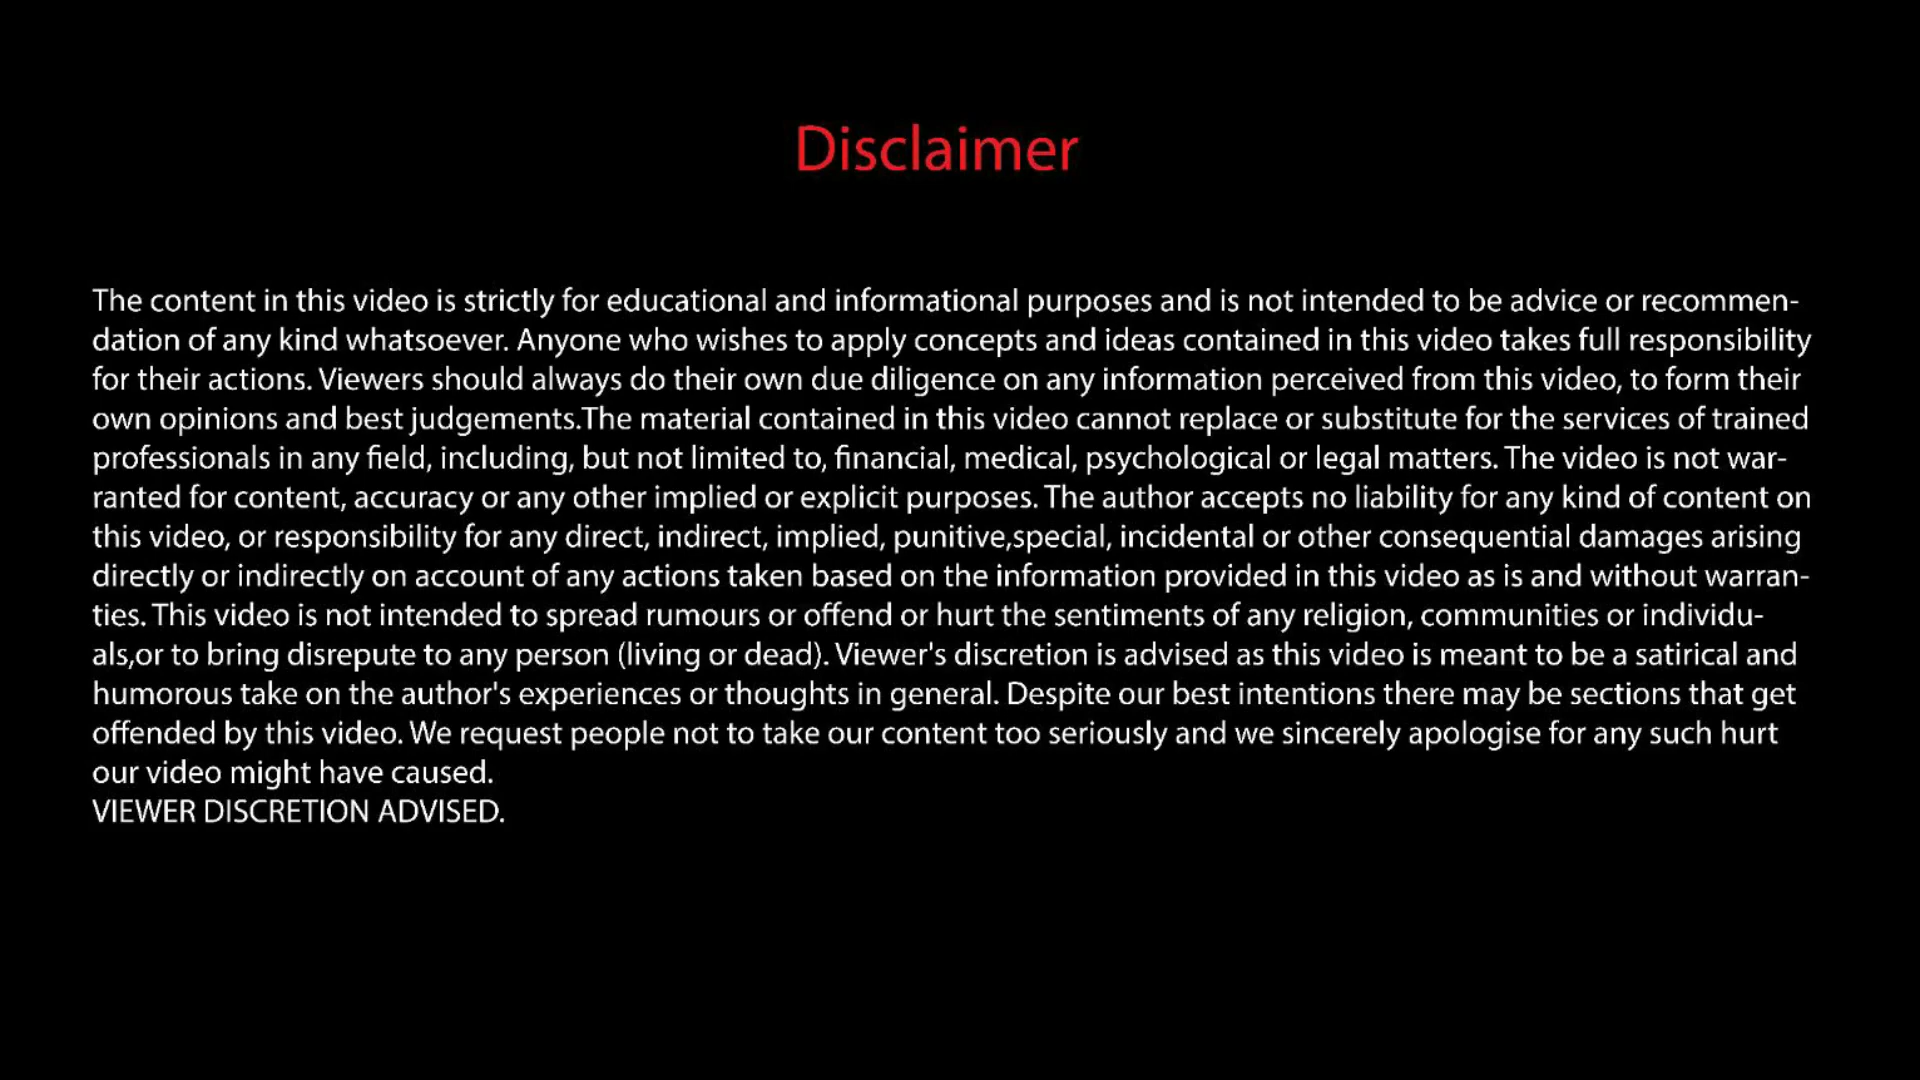 Disclaimer
The content in this video is strictly for educational and informational purposes and is not intended to be advice or recommen-
dation of any kind whatsoever. Anyone who wishes to apply concepts and ideas contained in this video takes full responsibility
for their actions. Viewers should always do their own due diligence on any information perceived from this video, to form their
own opinions and best judgements.The material contained in this video cannot replace or substitute for the services of trained
professionals in any field, including, but not limited to, financial, medical, psychological or legal matters. The video is not war-
ranted for content, accuracy or any other implied or explicit purposes. The author accepts no liability for any kind of content on
this video, or responsibility for any direct, indirect, implied, punitive,special, incidental or other consequential damages arising
directly or indirectly on account of any actions taken based on the information provided in this video as is and without warran-
ties. This video is not intended to spread rumours or offend or hurt the sentiments of any religion, communities or individu-
als,or to bring disrepute to any person (living or dead). Viewer's discretion is advised as this video is meant to be a satirical and
humorous take on the author's experiences or thoughts in general. Despite our best intentions there may be sections that get
offended by this video. We request people not to take our content too seriously and we sincerely apologise for any such hurt
our video might have caused.
VIEWER DISCRETION ADVISED.